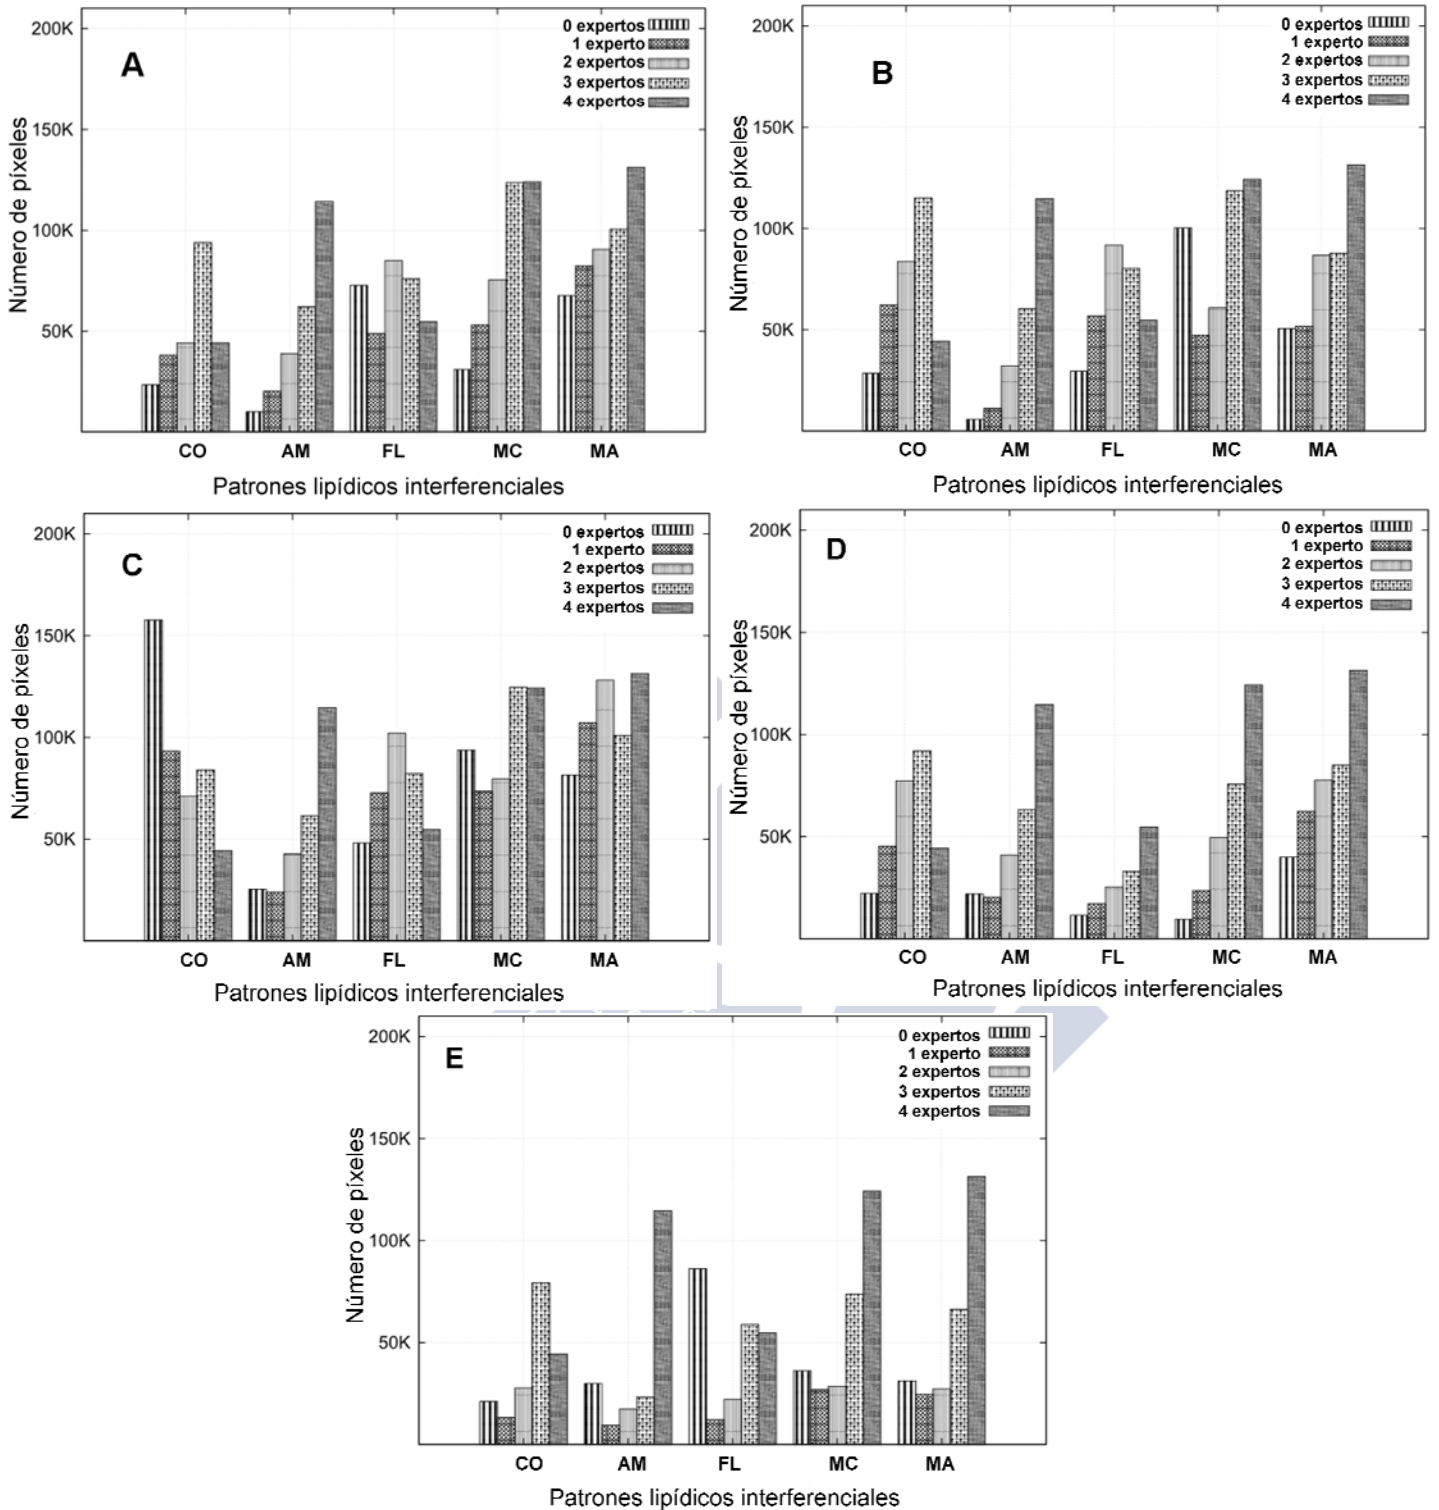 A
Número de píxeles
200K
150K
100K
50K
0 expertos
1 experto
2 expertos
3 expertos
4 expertos
CO AM FL MC MA
Patrones lipídicos interferenciales
B
Número de píxeles
200K
150K
100K
50K
0 expertos
1 experto
2 expertos
3 expertos
4 expertos
CO AM FL MC MA
Patrones lipídicos interferenciales
C
Número de píxeles
200K
150K
100K
50K
0 expertos
1 experto
2 expertos
3 expertos
4 expertos
CO AM FL MC MA
Patrones lipídicos interferenciales
D
Número de píxeles
200K
150K
100K
50K
0 expertos
1 experto
2 expertos
3 expertos
4 expertos
CO AM FL MC MA
Patrones lipídicos interferenciales
E
Número de píxeles
200K
150K
100K
50K
0 expertos
1 experto
2 expertos
3 expertos
4 expertos
CO AM FL MC MA
Patrones lipídicos interferenciales